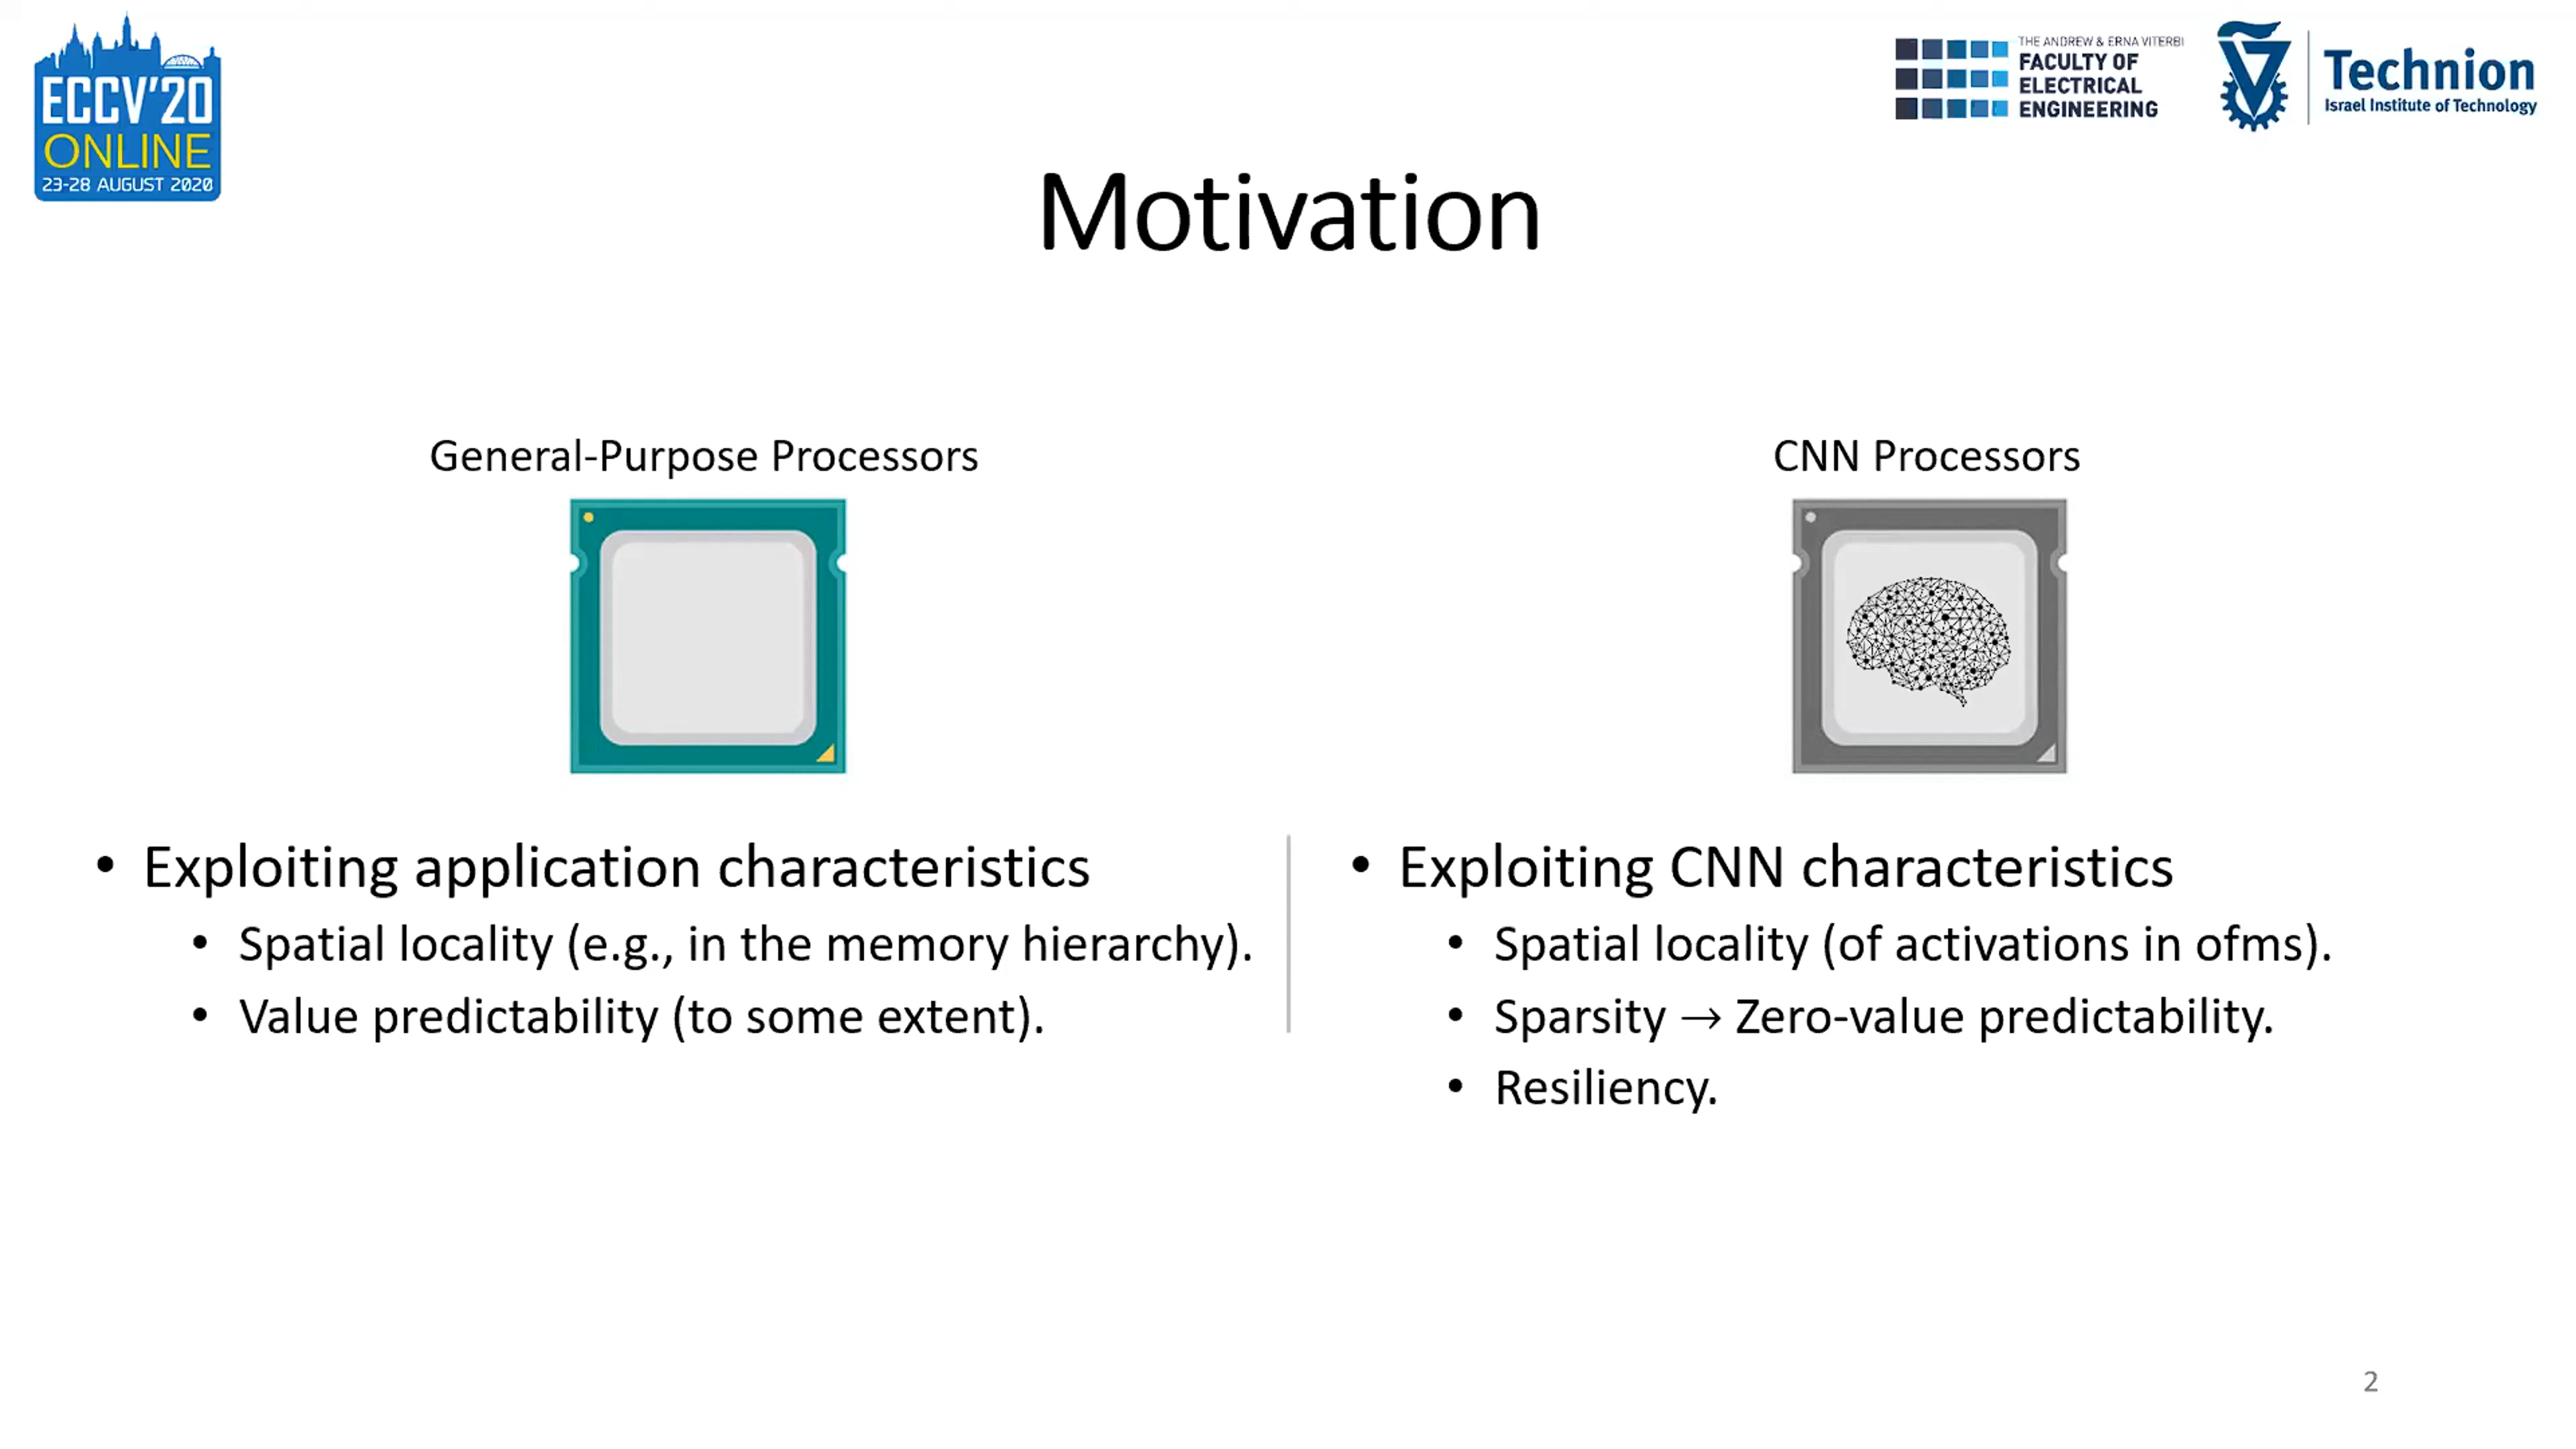 ECCV'20
ONLINE
23-28 AUGUST 2020
THE ANDREW & ERNA VITERBI
FACULTY OF
ELECTRICAL
ENGINEERING
Technion
Israel Institute of Technology
Motivation
General-Purpose Processors
• Exploiting application characteristics
• Spatial locality (e.g., in the memory hierarchy).
• Value predictability (to some extent).
CNN Processors
• Exploiting CNN characteristics
• Spatial locality (of activations in ofms).
• Sparsity → Zero-value predictability.
• Resiliency.
2